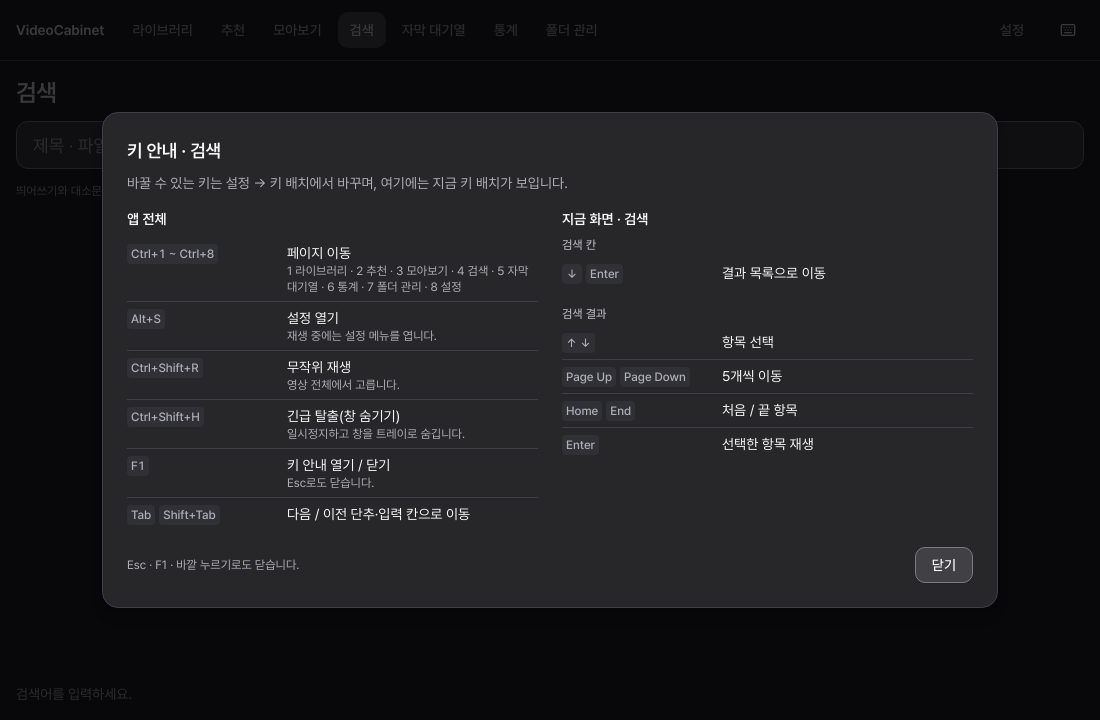 VideoCabinet 라이브러리 추천 모아보기 검색 자막 대기열 통계 폴더 관리 설정
검색
제목 · 파일
띄어쓰기와 대소문
키 안내 · 검색
바꿀 수 있는 키는 설정 → 키 배치에서 바꾸며, 여기에는 지금 키 배치가 보입니다.
앱 전체
Ctrl+1 ~ Ctrl+8 페이지 이동
1 라이브러리 · 2 추천 · 3 모아보기 · 4 검색 · 5 자막
대기열 · 6 통계 · 7 폴더 관리 · 8 설정
Alt+S 설정 열기
재생 중에는 설정 메뉴를 엽니다.
Ctrl+Shift+R 무작위 재생
영상 전체에서 고릅니다.
Ctrl+Shift+H 긴급 탈출(창 숨기기)
일시정지하고 창을 트레이로 숨깁니다.
F1 키 안내 열기 / 닫기
Esc로도 닫습니다.
Tab Shift+Tab 다음 / 이전 단추·입력 칸으로 이동
지금 화면 · 검색
검색 칸
↓ Enter 결과 목록으로 이동
검색 결과
↑ ↓ 항목 선택
Page Up Page Down 5개씩 이동
Home End 처음 / 끝 항목
Enter 선택한 항목 재생
Esc · F1 · 바깥 누르기로도 닫습니다.
닫기
검색어를 입력하세요.